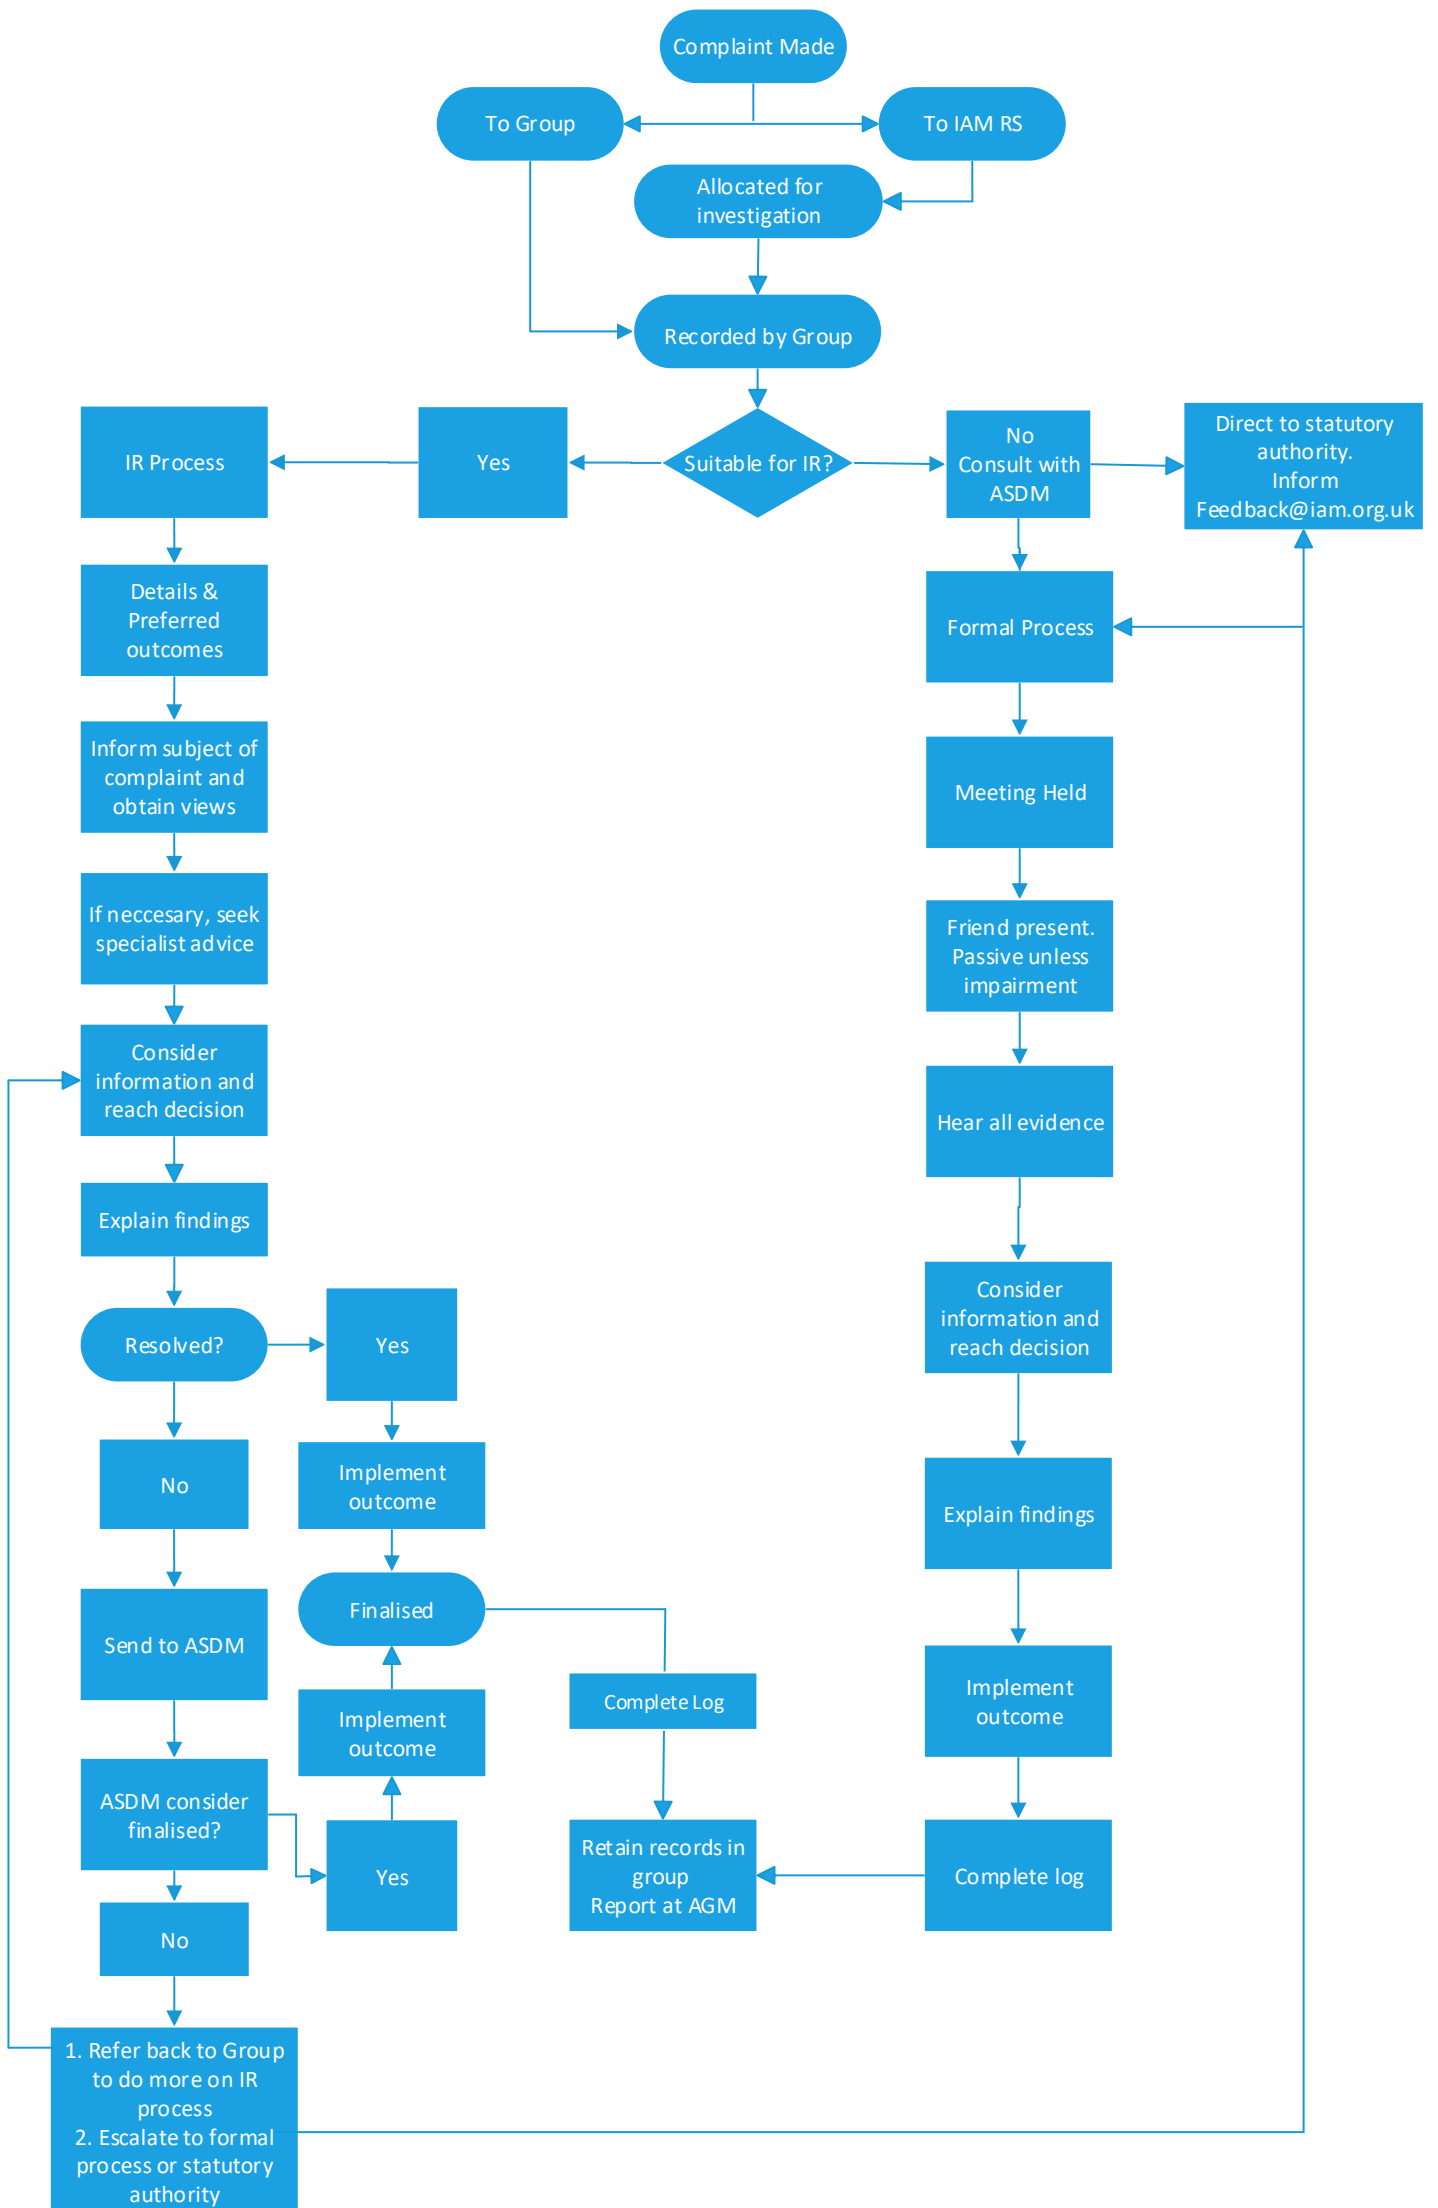 Complaint Made
To Group
To IAM RS
Allocated for
investigation
Recorded by Group
IR Process
Yes
Suitable for IR?
No
Consult with
ASDM
Direct to statutory
authority.
Inform
Feedback@iam.org.uk
Details &
Preferred
outcomes
Inform subject of
complaint and
obtain views
If neccesary, seek
specialist advice
Consider
information and
reach decision
Explain findings
Resolved?
Yes
No
Implement
outcome
Finalised
Send to ASDM
Implement
outcome
ASDM consider
finalised?
Yes
No
1. Refer back to Group
to do more on IR
process
2. Escalate to formal
process or statutory
authority
Complete Log
Retain records in
group
Report at AGM
Formal Process
Meeting Held
Friend present.
Passive unless
impairment
Hear all evidence
Consider
information and
reach decision
Explain findings
Implement
outcome
Complete log